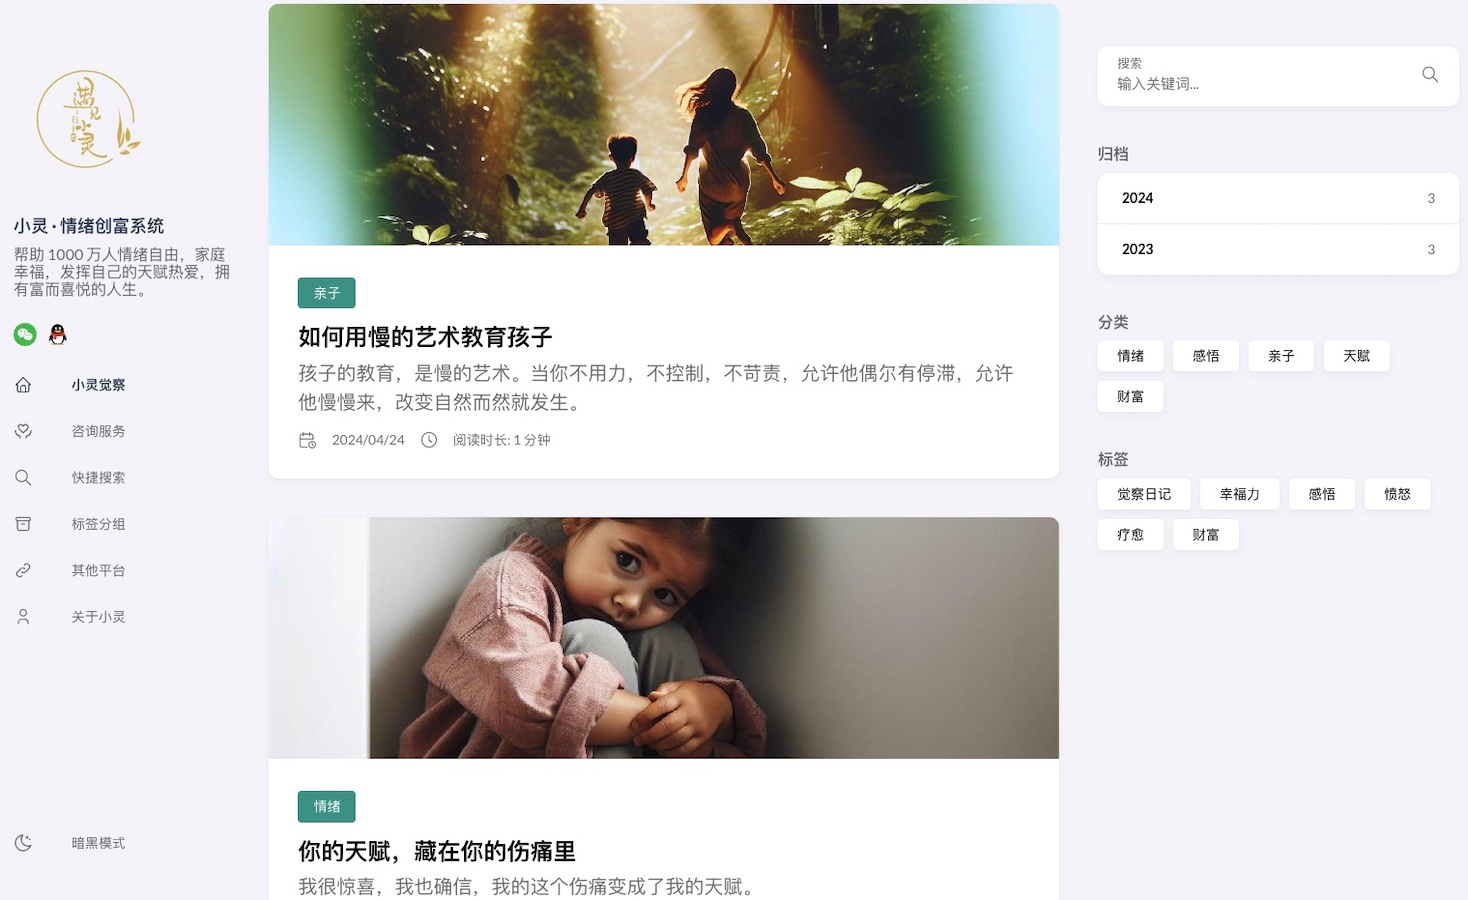 遇见
小灵
小灵·情绪创富系统
帮助 1000 万人情绪自由，家庭
幸福，发挥自己的天赋热爱，拥
有富而喜悦的人生。
小灵觉察
咨询服务
快捷搜索
标签分组
其他平台
关于小灵
暗黑模式
亲子
如何用慢的艺术教育孩子
孩子的教育，是慢的艺术。当你不用力，不控制，不苛责，允许他偶尔有停滞，允许
他慢慢来，改变自然而然就发生。
2024/04/24 阅读时长: 1 分钟
情绪
你的天赋，藏在你的伤痛里
我很惊喜，我也确信，我的这个伤痛变成了我的天赋。
搜索
输入关键词...
归档
2024 3
2023 3
分类
情绪 感悟 亲子 天赋
财富
标签
觉察日记 幸福力 感悟 愤怒
疗愈 财富